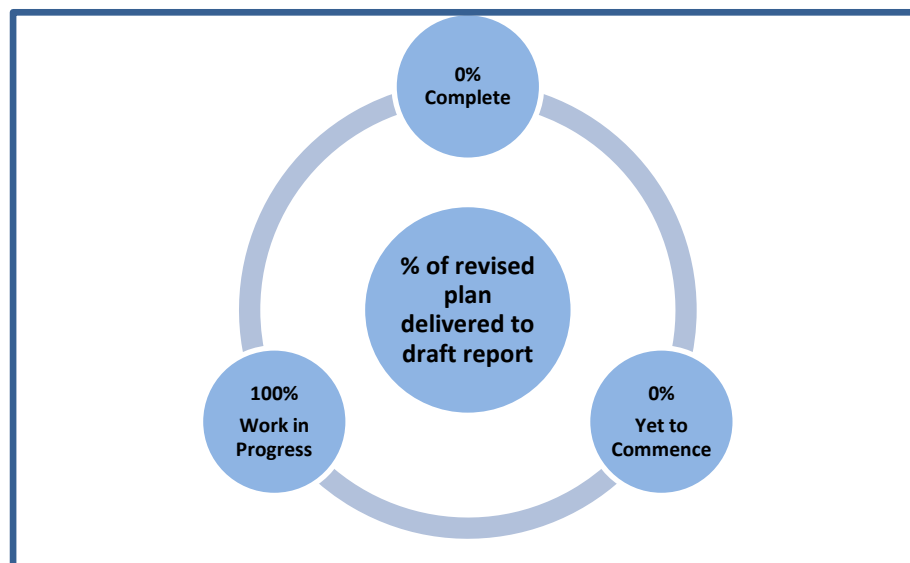 0%
Complete
% of revised
plan
delivered to
draft report
100%
Work in
Progress
0%
Yet to
Commence